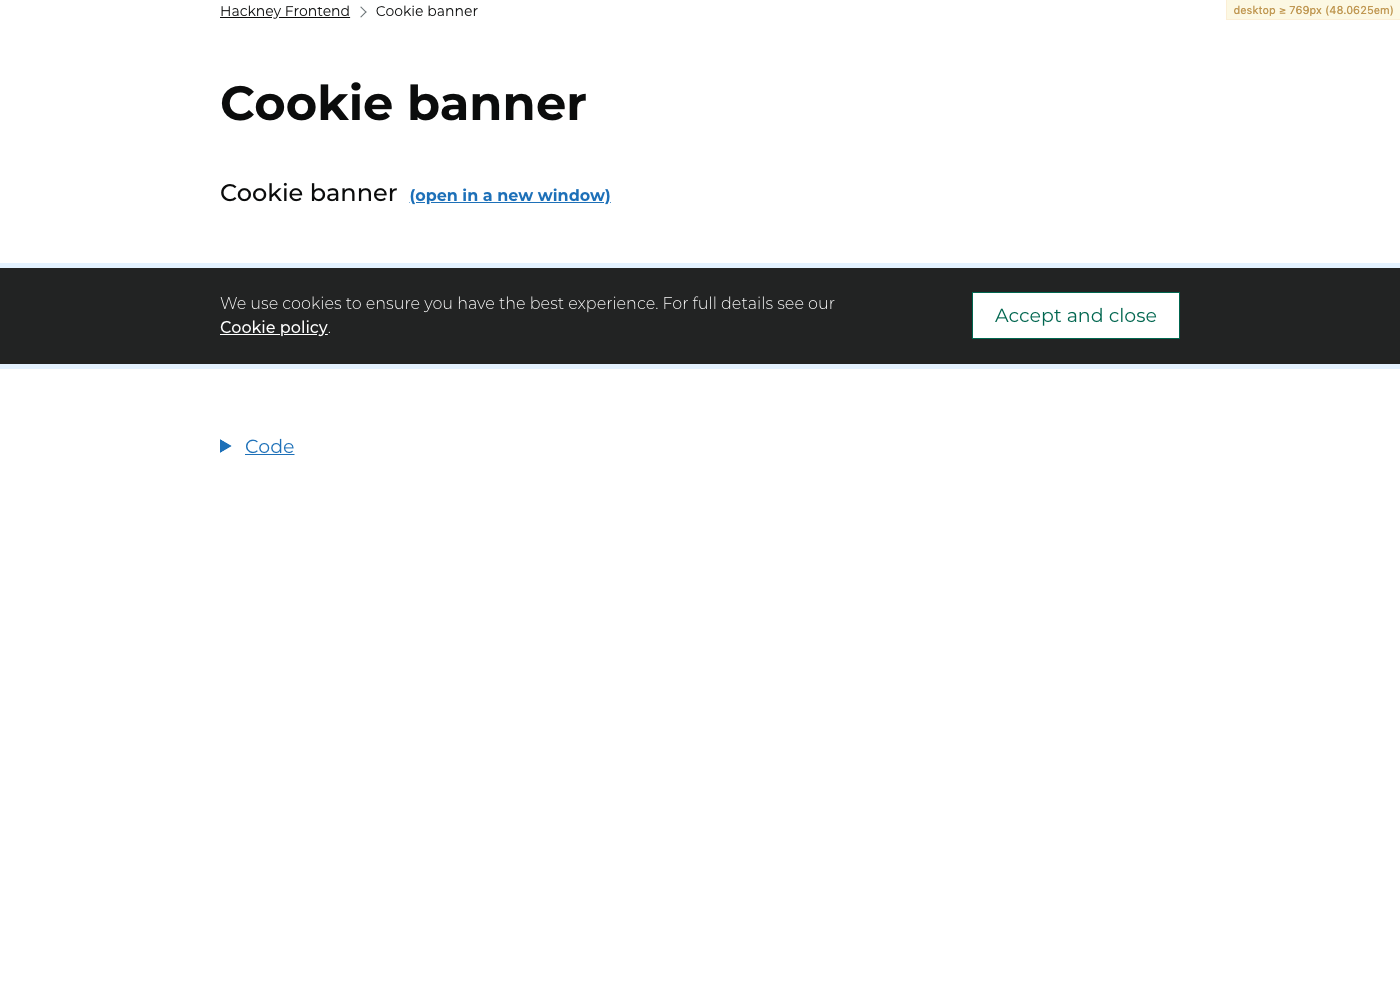 Hackney Frontend > Cookie banner
desktop ≥ 769px (48.0625em)
Cookie banner
Cookie banner (open in a new window)
We use cookies to ensure you have the best experience. For full details see our
Cookie policy.
Accept and close
Code